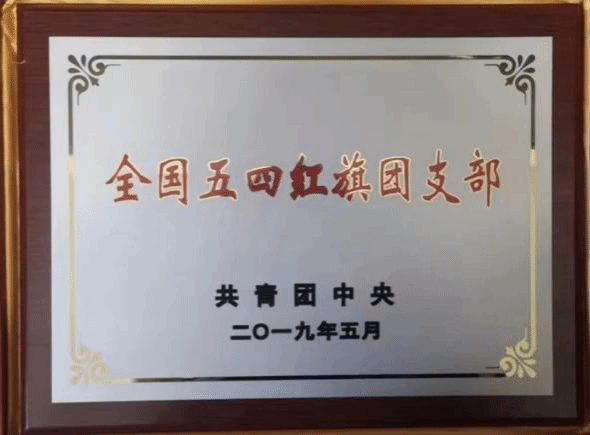 全国五四红旗团支部
共青团中央
二〇一九年五月